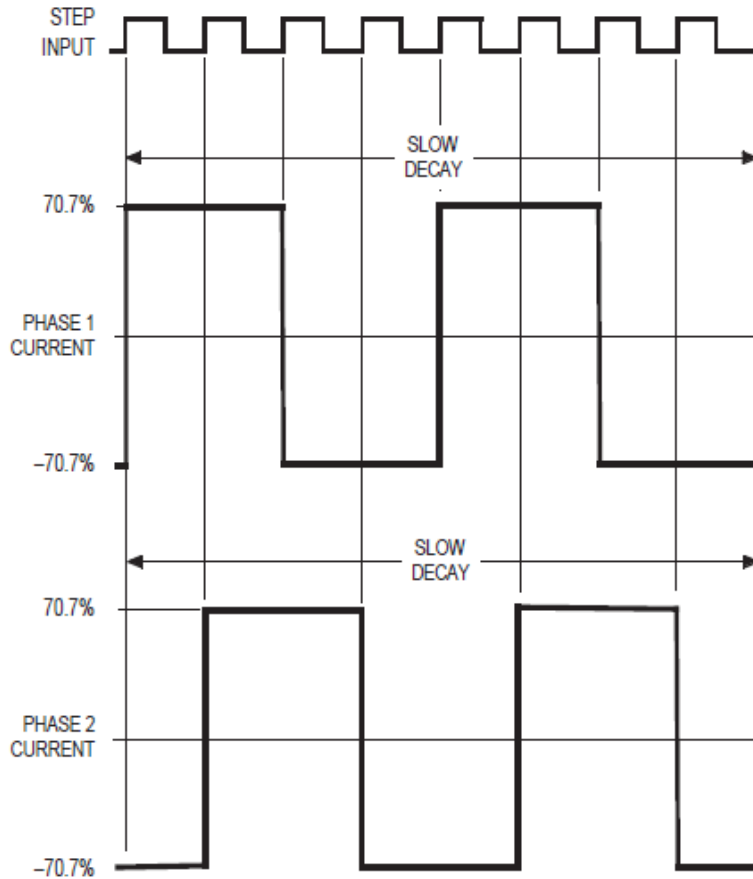 STEP
INPUT
SLOW
DECAY
70.7%
PHASE 1
CURRENT
–70.7%
SLOW
DECAY
70.7%
PHASE 2
CURRENT
–70.7%